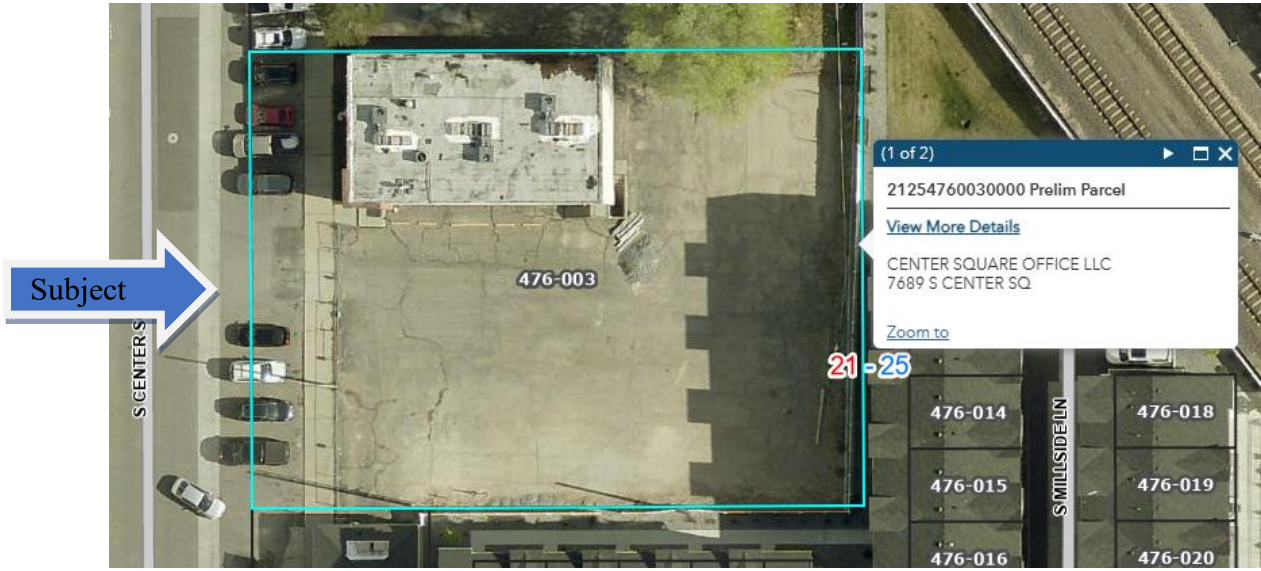 (1 of 2)
21254760030000 Prelim Parcel
View More Details
CENTER SQUARE OFFICE LLC
7689 S CENTER SQ
Zoom to
Subject
476-003
S CENTER S
21 - 25
476-014
476-018
S MILLSIDE LN
476-015
476-019
476-016
476-020